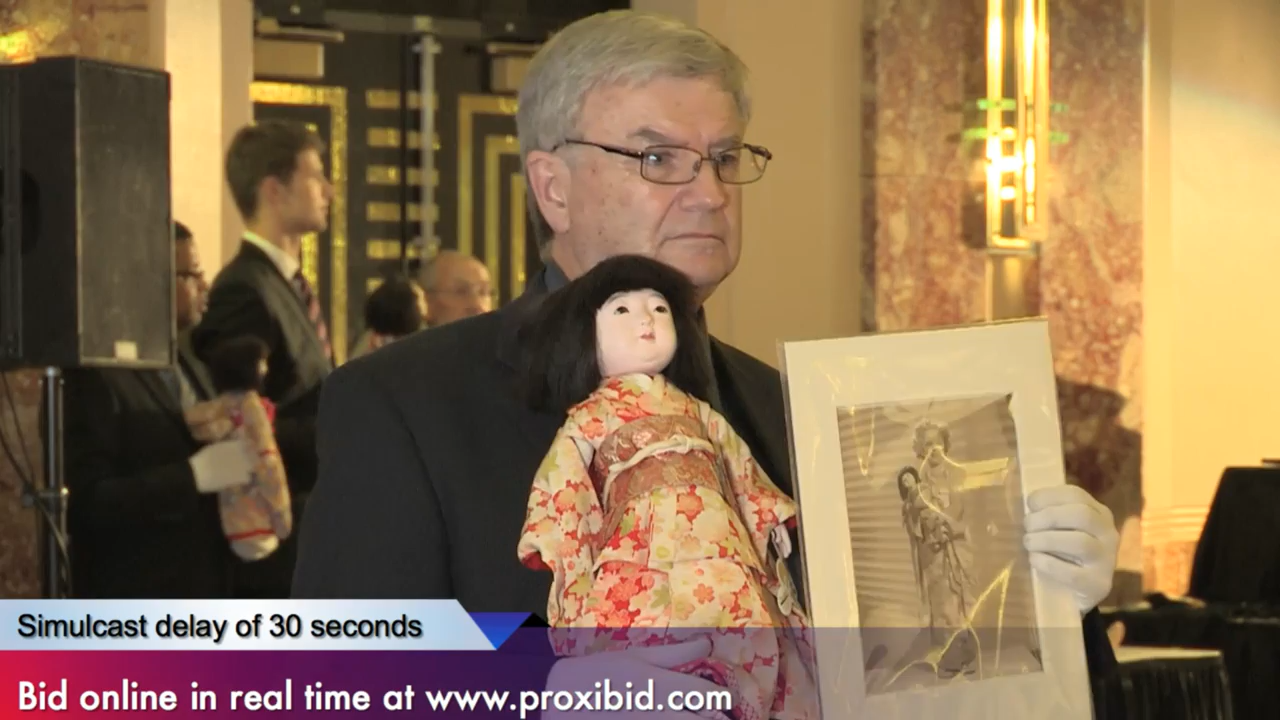 Simulcast delay of 30 seconds
Bid online in real time at www.proxibid.com